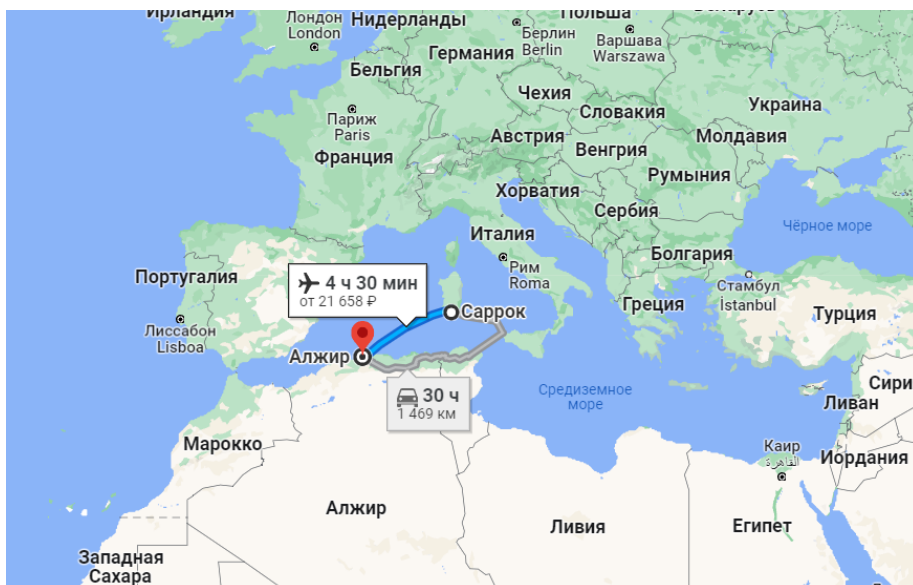 Ирландия
Лондон
London
Нидерланды
Польша
Беларусь
Берлин
Berlin
Варшава
Warszawa
Германия
Бельгия
Чехия
Украина
Париж
Paris
Словакия
Австрия
Молдавия
Франция
Венгрия
Румыния
Хорватия
Сербия
Италия
Чёрное море
Болгария
Португалия
4 ч 30 мин
от 21 658 ₽
Рим
Roma
Стамбул
İstanbul
Греция
Саррок
Турция
Лиссабон
Lisboa
Алжир
30 ч
1 469 км
Средиземное
море
Сири
Ливан
Марокко
Каир
القاهرة
Иордания
Алжир
Ливия
Египет
Западная
Сахара